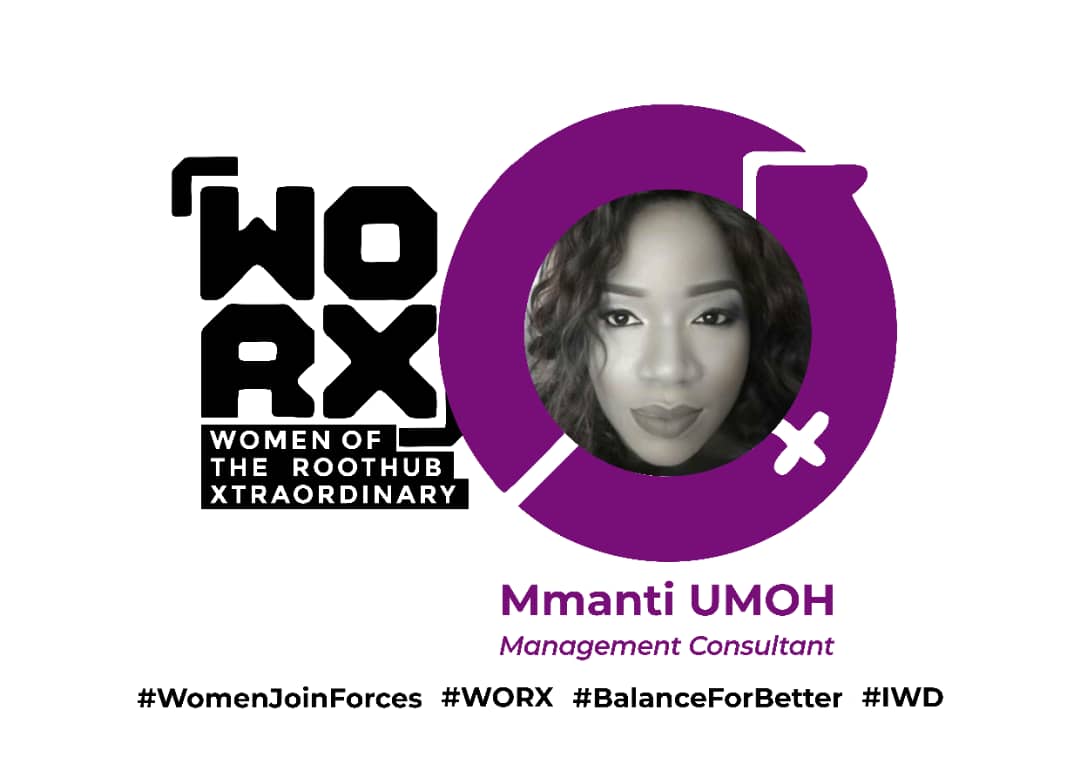 WO
RX
WOMEN OF
THE ROOTHUB
XTRAORDINARY
Mmanti UMOH
Management Consultant
#WomenJoinForces #WORX #BalanceForBetter #IWD